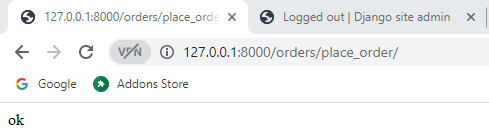 127.0.0.1:8000/orders/place_orde
Logged out | Django site admin
VPN
127.0.0.1:8000/orders/place_order/
Google
Addons Store
ok